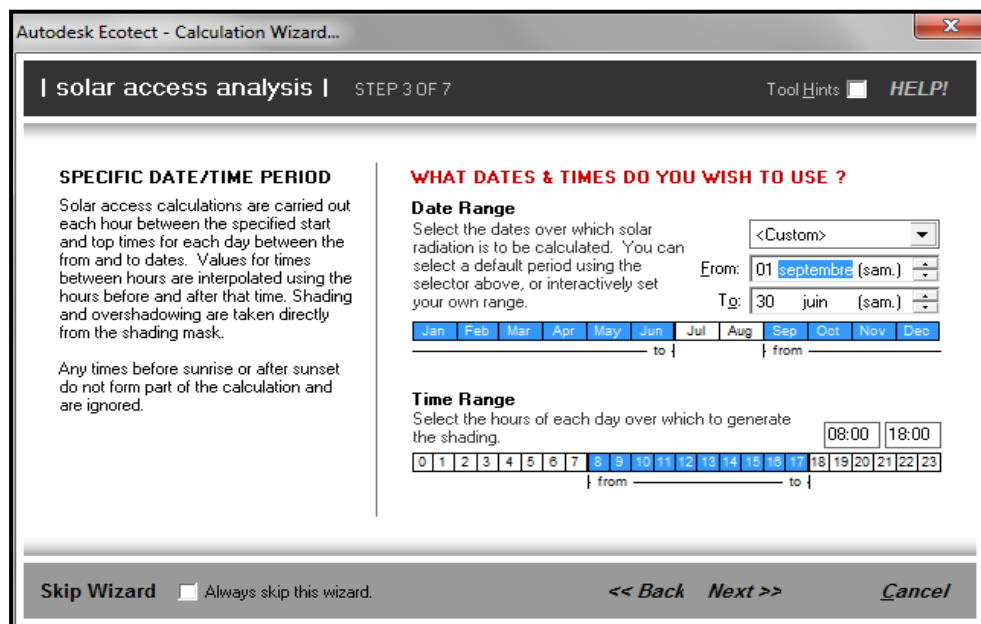 Autodesk Ecotect - Calculation Wizard...
| solar access analysis | STEP 3 OF 7 Tool Hints HELP!
SPECIFIC DATE/TIME PERIOD
Solar access calculations are carried out
each hour between the specified start
and top times for each day between the
from and to dates. Values for times
between hours are interpolated using the
hours before and after that time. Shading
and overshadowing are taken directly
from the shading mask.
Any times before sunrise or after sunset
do not form part of the calculation and
are ignored.
WHAT DATES & TIMES DO YOU WISH TO USE ?
Date Range
Select the dates over which solar
radiation is to be calculated. You can
select a default period using the
selector above, or interactively set
your own range.
<Custom>
From: 01 septembre (sam.)
To: 30 juin (sam.)
Jan Feb Mar Apr May Jun Jul Aug Sep Oct Nov Dec
to from
Time Range
Select the hours of each day over which to generate
the shading.
08:00 18:00
0 1 2 3 4 5 6 7 8 9 10 11 12 13 14 15 16 17 18 19 20 21 22 23
from to
Skip Wizard Always skip this wizard. << Back Next >> Cancel